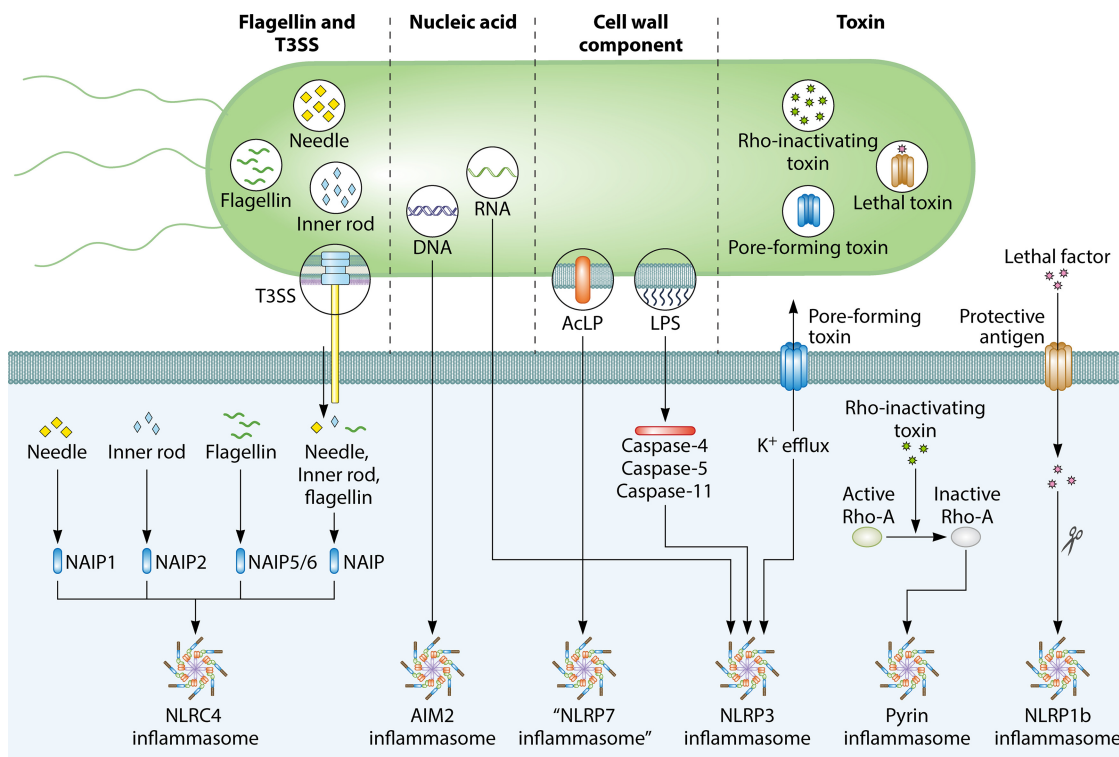 Flagellin and
T3SS
Nucleic acid
Cell wall
component
Toxin
Needle
Flagellin
Inner rod
T3SS
DNA
RNA
AcLP
LPS
Rho-inactivating
toxin
Lethal toxin
Pore-forming toxin
Lethal factor
Pore-forming
toxin
Protective
antigen
Needle
Inner rod
Flagellin
Needle,
Inner rod,
flagellin
Caspase-4
Caspase-5
Caspase-11
K+ efflux
Rho-inactivating
toxin
Active
Rho-A
Inactive
Rho-A
NAIP1
NAIP2
NAIP5/6
NAIP
NLRC4
inflammasome
AIM2
inflammasome
“NLRP7
inflammasome”
NLRP3
inflammasome
Pyrin
inflammasome
NLRP1b
inflammasome